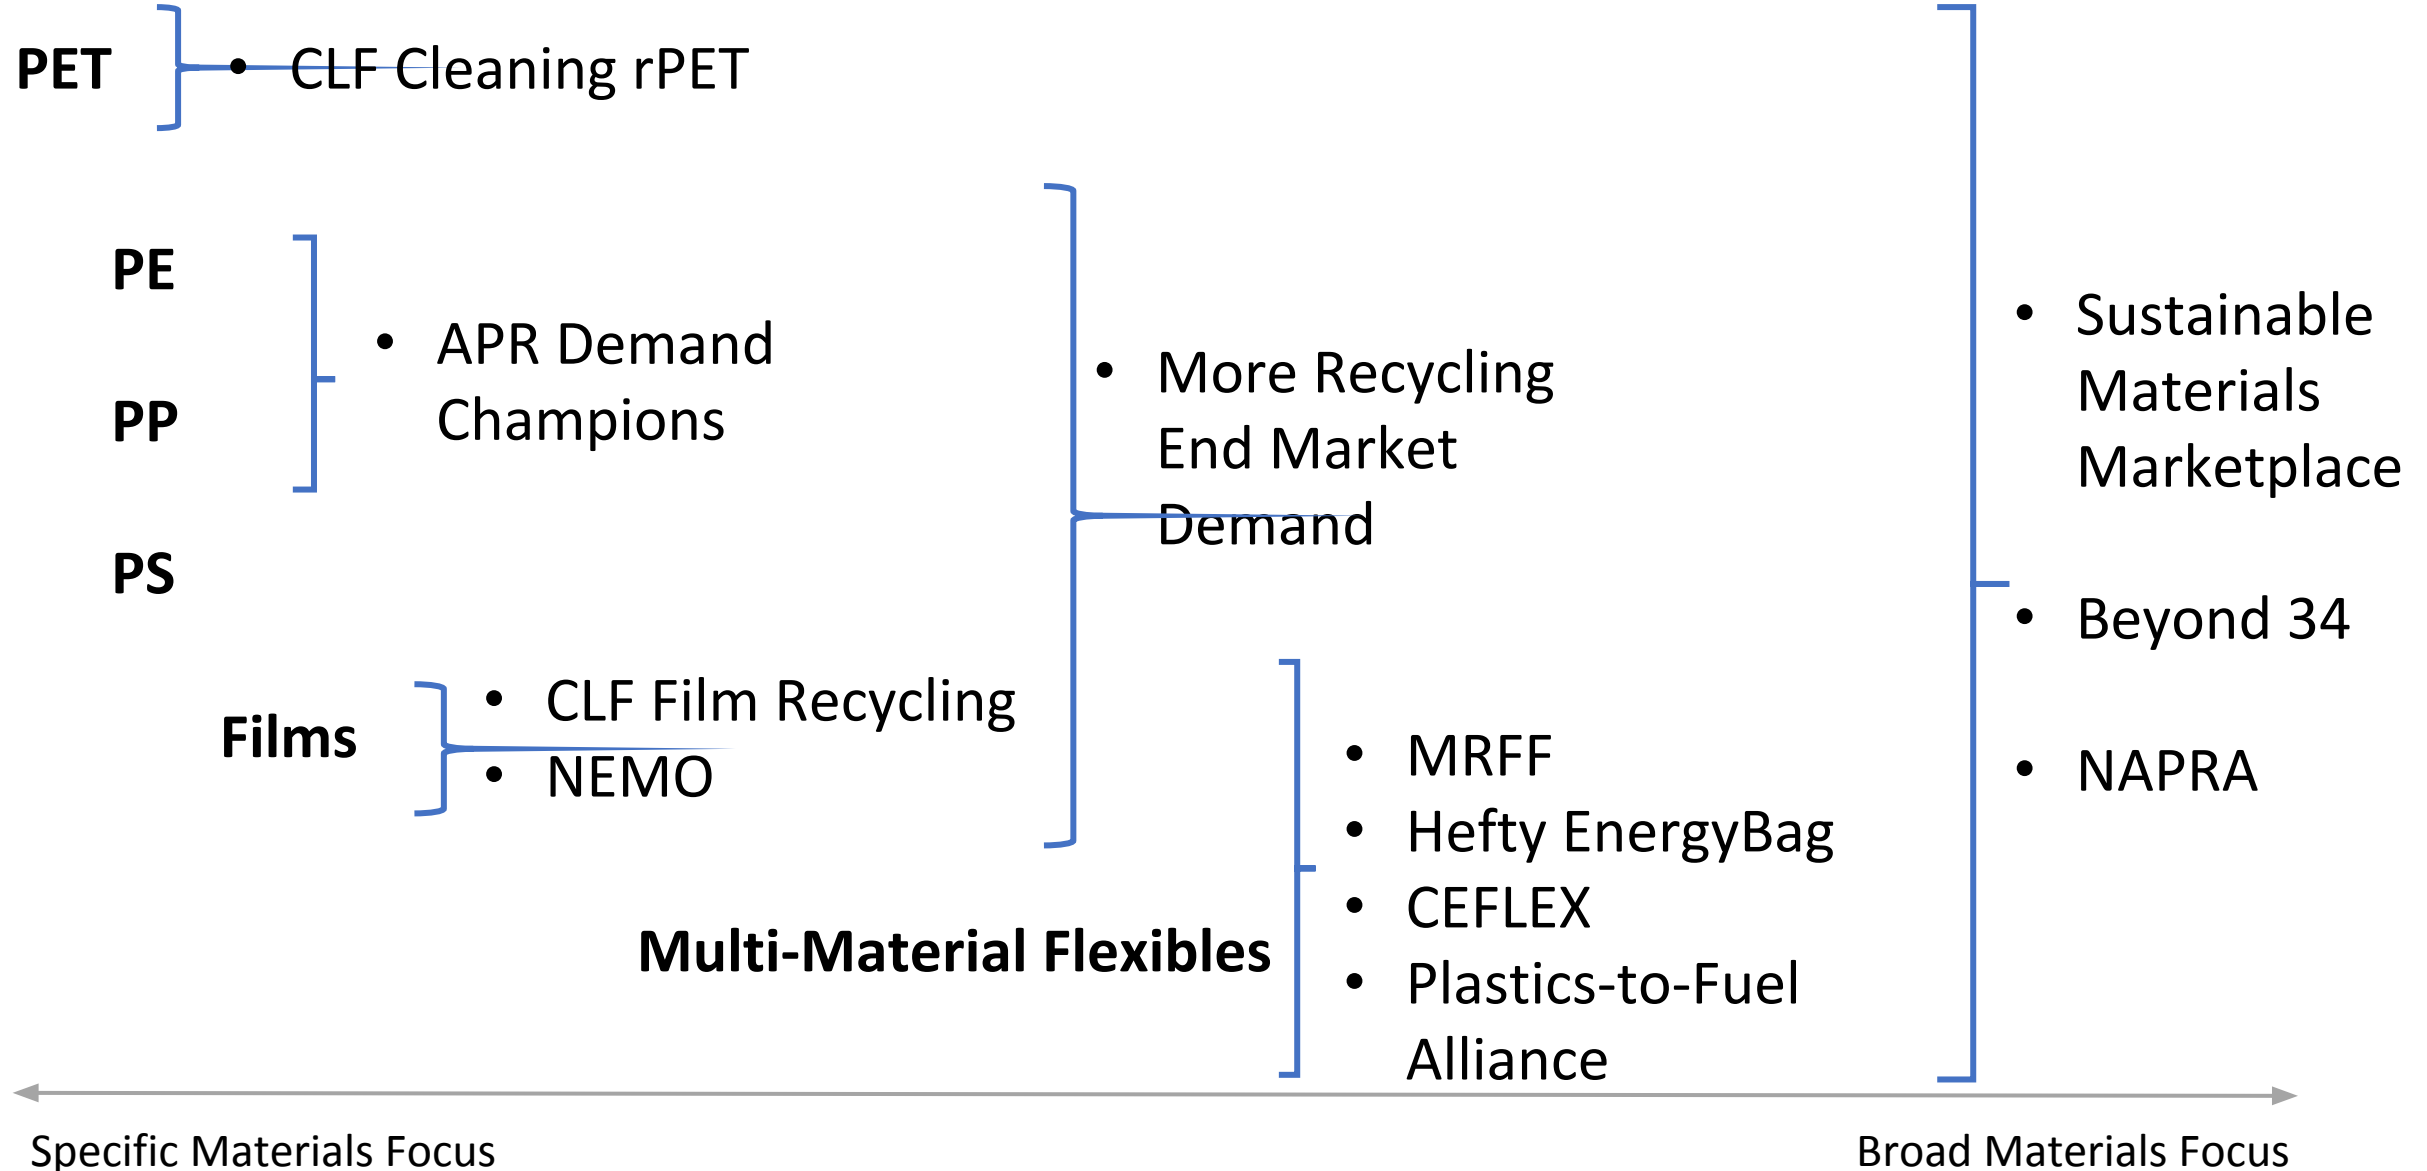 PET
• CLF Cleaning rPET
PE
PP
• APR Demand
Champions
PS
Films
• CLF Film Recycling
• NEMO
• More Recycling
End Market
Demand
Multi-Material Flexibles
• MRFF
• Hefty EnergyBag
• CEFLEX
• Plastics-to-Fuel
Alliance
• Sustainable
Materials
Marketplace
• Beyond 34
• NAPRA
Specific Materials Focus
Broad Materials Focus